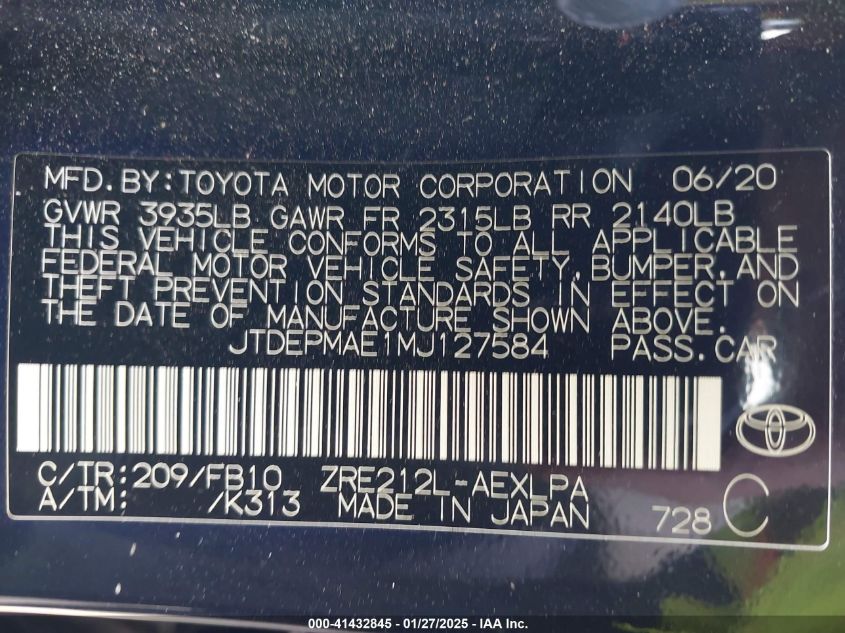 MFD.BY:TOYOTA MOTOR CORPORATION 06/20
GVWR 3935LB GAWR FR 2315LB RR 2140LB
THIS VEHICLE CONFORMS TO ALL APPLICABLE
FEDERAL MOTOR VEHICLE SAFETY,BUMPER,AND
THEFT PREVENTION STANDARDS IN EFFECT ON
THE DATE OF MANUFACTURE SHOWN ABOVE.
JTDEPMAE1MJ127584 PASS.CAR
C/TR:209/FB10 ZRE212L-AEXLPA
A/TM: /K313 MADE IN JAPAN 728 C
000-41432845 | 01/27/2025 | © IAA, Inc.